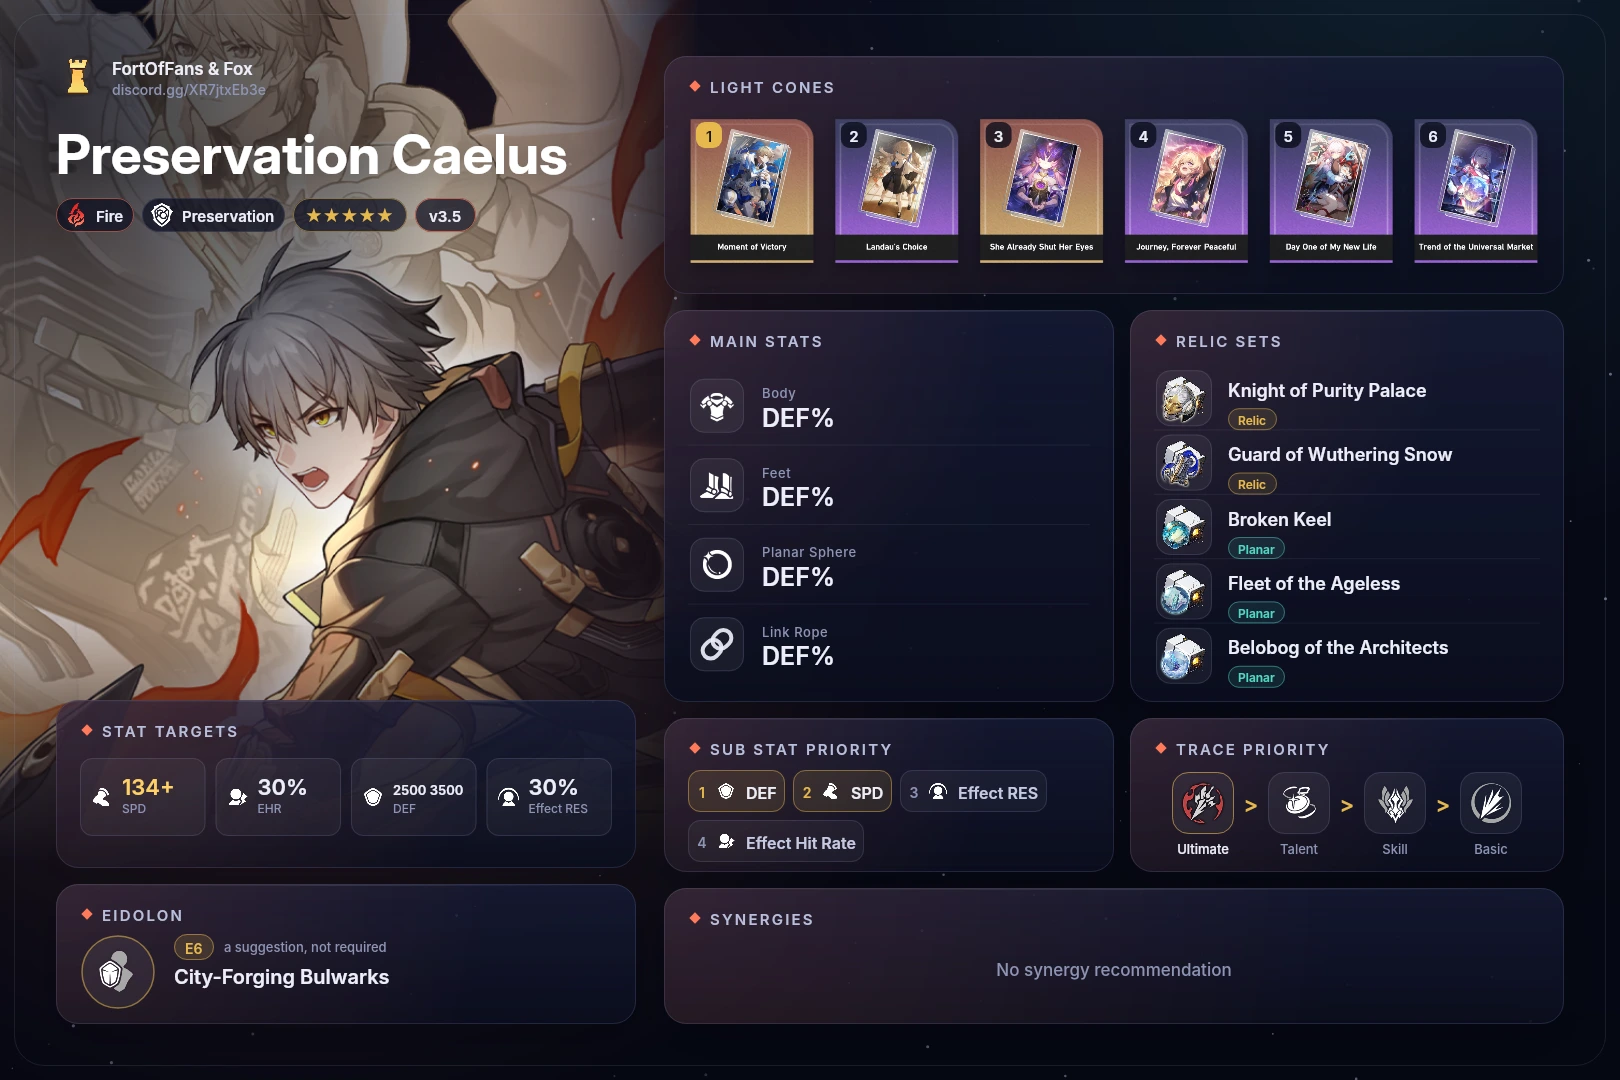 FortOfFans & Fox
discord.gg/XR7jtxEb3e
Preservation Caelus
Fire
Preservation
★★★★★
v3.5
STAT TARGETS
134+
SPD
30%
EHR
2500 3500
DEF
30%
Effect RES
EIDOLON
E6
a suggestion, not required
City-Forging Bulwarks
LIGHT CONES
1
2
3
4
5
6
Moment of Victory
Landau's Choice
She Already Shut Her Eyes
Journey, Forever Peaceful
Day One of My New Life
Trend of the Universal Market
MAIN STATS
Body
DEF%
Feet
DEF%
Planar Sphere
DEF%
Link Rope
DEF%
RELIC SETS
Knight of Purity Palace
Relic
Guard of Wuthering Snow
Relic
Broken Keel
Planar
Fleet of the Ageless
Planar
Belobog of the Architects
Planar
SUB STAT PRIORITY
1 DEF
2 SPD
3 Effect RES
4 Effect Hit Rate
TRACE PRIORITY
> > >
Ultimate
Talent
Skill
Basic
SYNERGIES
No synergy recommendation